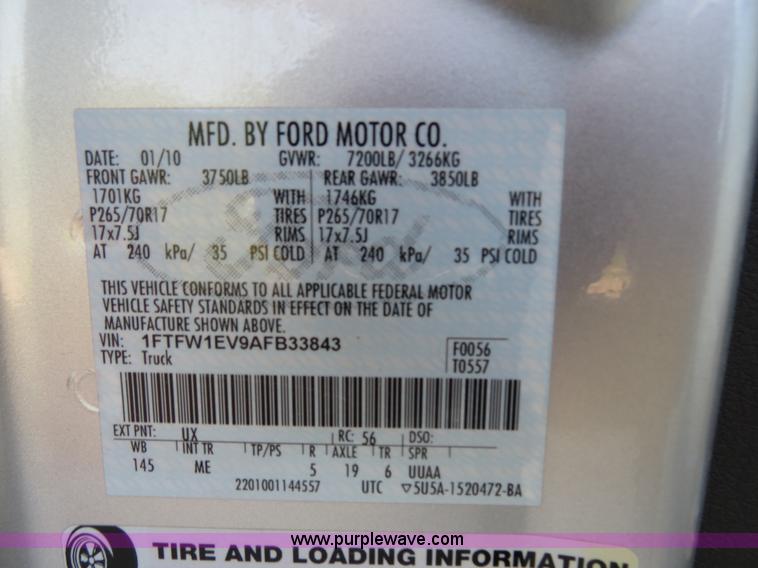 MFD. BY FORD MOTOR CO.
DATE: 01/10 GVWR: 7200LB/ 3266KG
FRONT GAWR: 3750LB REAR GAWR: 3850LB
1701KG WITH 1746KG WITH
P265/70R17 TIRES P265/70R17 TIRES
17x7.5J RIMS 17x7.5J RIMS
AT 240 kPa/ 35 PSI COLD AT 240 kPa/ 35 PSI COLD
Ford
THIS VEHICLE CONFORMS TO ALL APPLICABLE FEDERAL MOTOR
VEHICLE SAFETY STANDARDS IN EFFECT ON THE DATE OF
MANUFACTURE SHOWN ABOVE.
VIN: 1FTFW1EV9AFB33843
TYPE: Truck
F0056
T0557
EXT PNT: UX RC: 56 DSO:
WB INT TR TP/PS R AXLE TR SPR
145 ME 5 19 6 UUAA
2201001144557 UTC ▽5U5A-1520472-BA
www.purplewave.com
TIRE AND LOADING INFORMATION